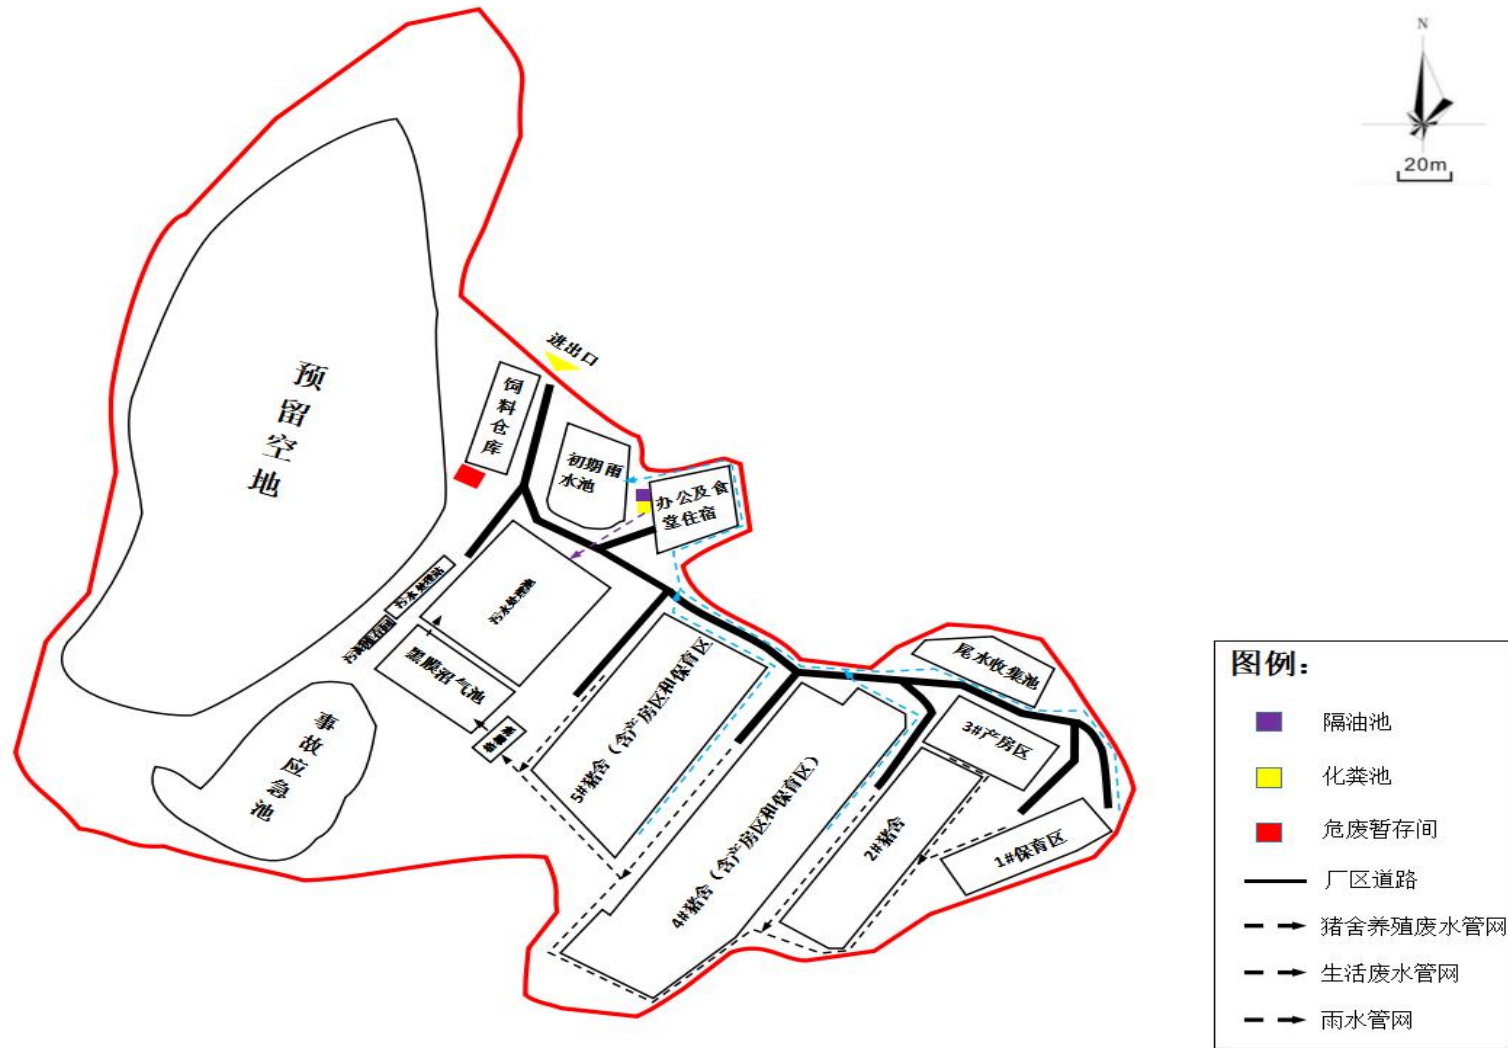 N
20m
进出口
预留空地
饲料仓库
初期雨
水池
办公及食
堂住宿
污水处理站
污水处理池
黑膜沼气池
事故应急池
5#猪舍（含产房区和保育区
4#猪舍（含产房区和保育区）
2#猪舍
3#产房区
1#保育区
尾水收集池
图例：
隔油池
化粪池
危废暂存间
厂区道路
猪舍养殖废水管网
生活废水管网
雨水管网